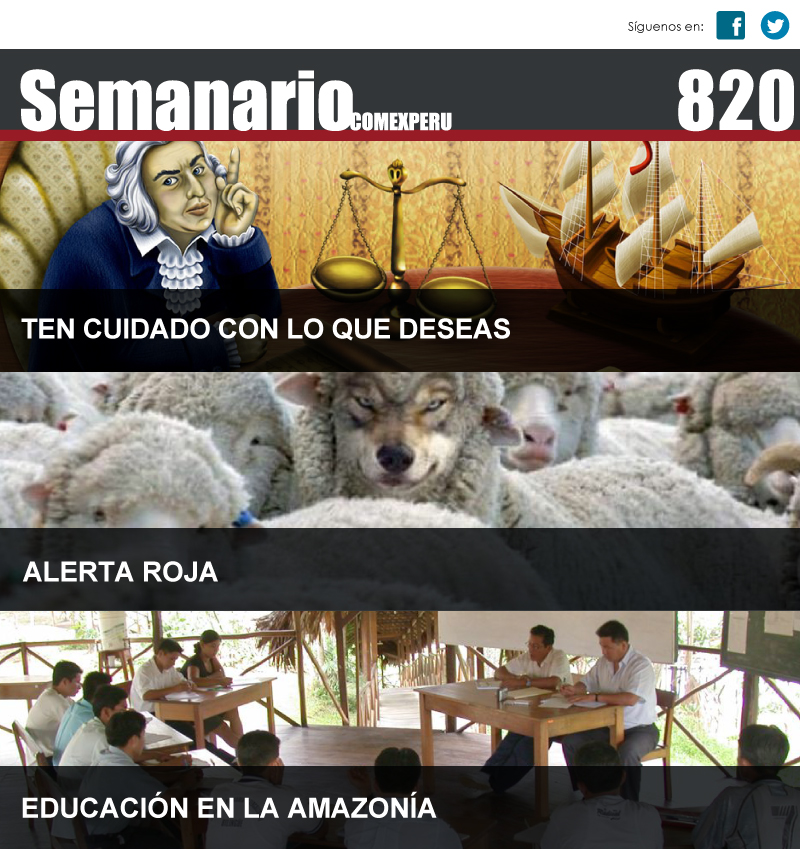 Síguenos en:
Semanario COMEXPERU 820
TEN CUIDADO CON LO QUE DESEAS
ALERTA ROJA
EDUCACIÓN EN LA AMAZONÍA